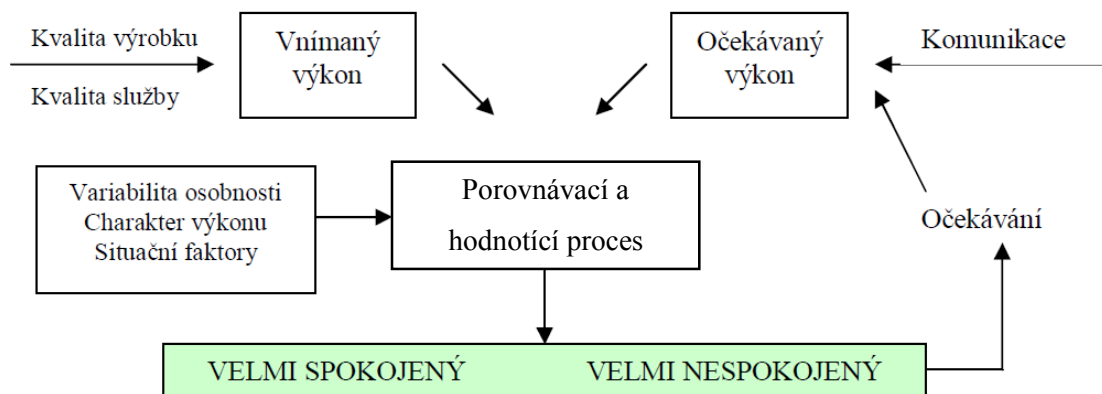 Kvalita výrobku
Kvalita služby
Vnímaný
výkon
Očekávaný
výkon
Komunikace
Variabilita osobnosti
Charakter výkonu
Situační faktory
Porovnávací a
hodnotící proces
Očekávání
VELMI SPOKOJENÝ
VELMI NESPOKOJENÝ